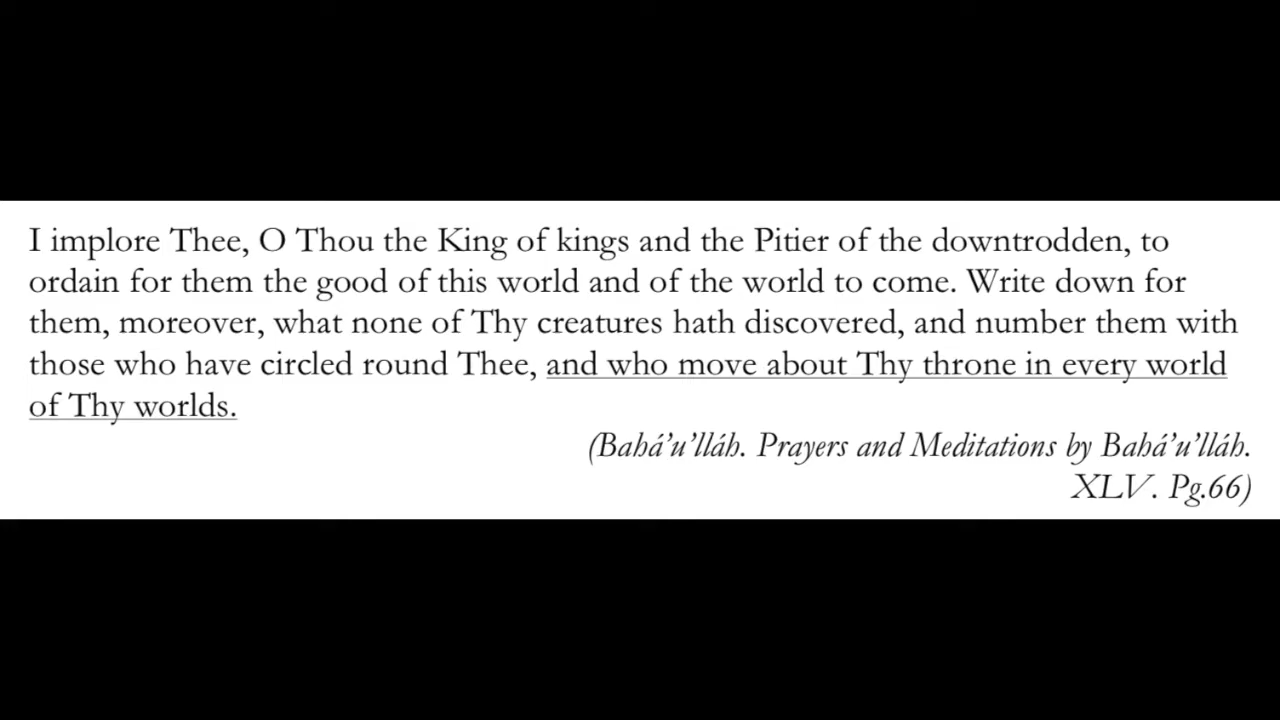 I implore Thee, O Thou the King of kings and the Pitier of the downtrodden, to
ordain for them the good of this world and of the world to come. Write down for
them, moreover, what none of Thy creatures hath discovered, and number them with
those who have circled round Thee, and who move about Thy throne in every world
of Thy worlds.
(Bahá’u’lláh. Prayers and Meditations by Bahá’u’lláh.
XLV. Pg.66)